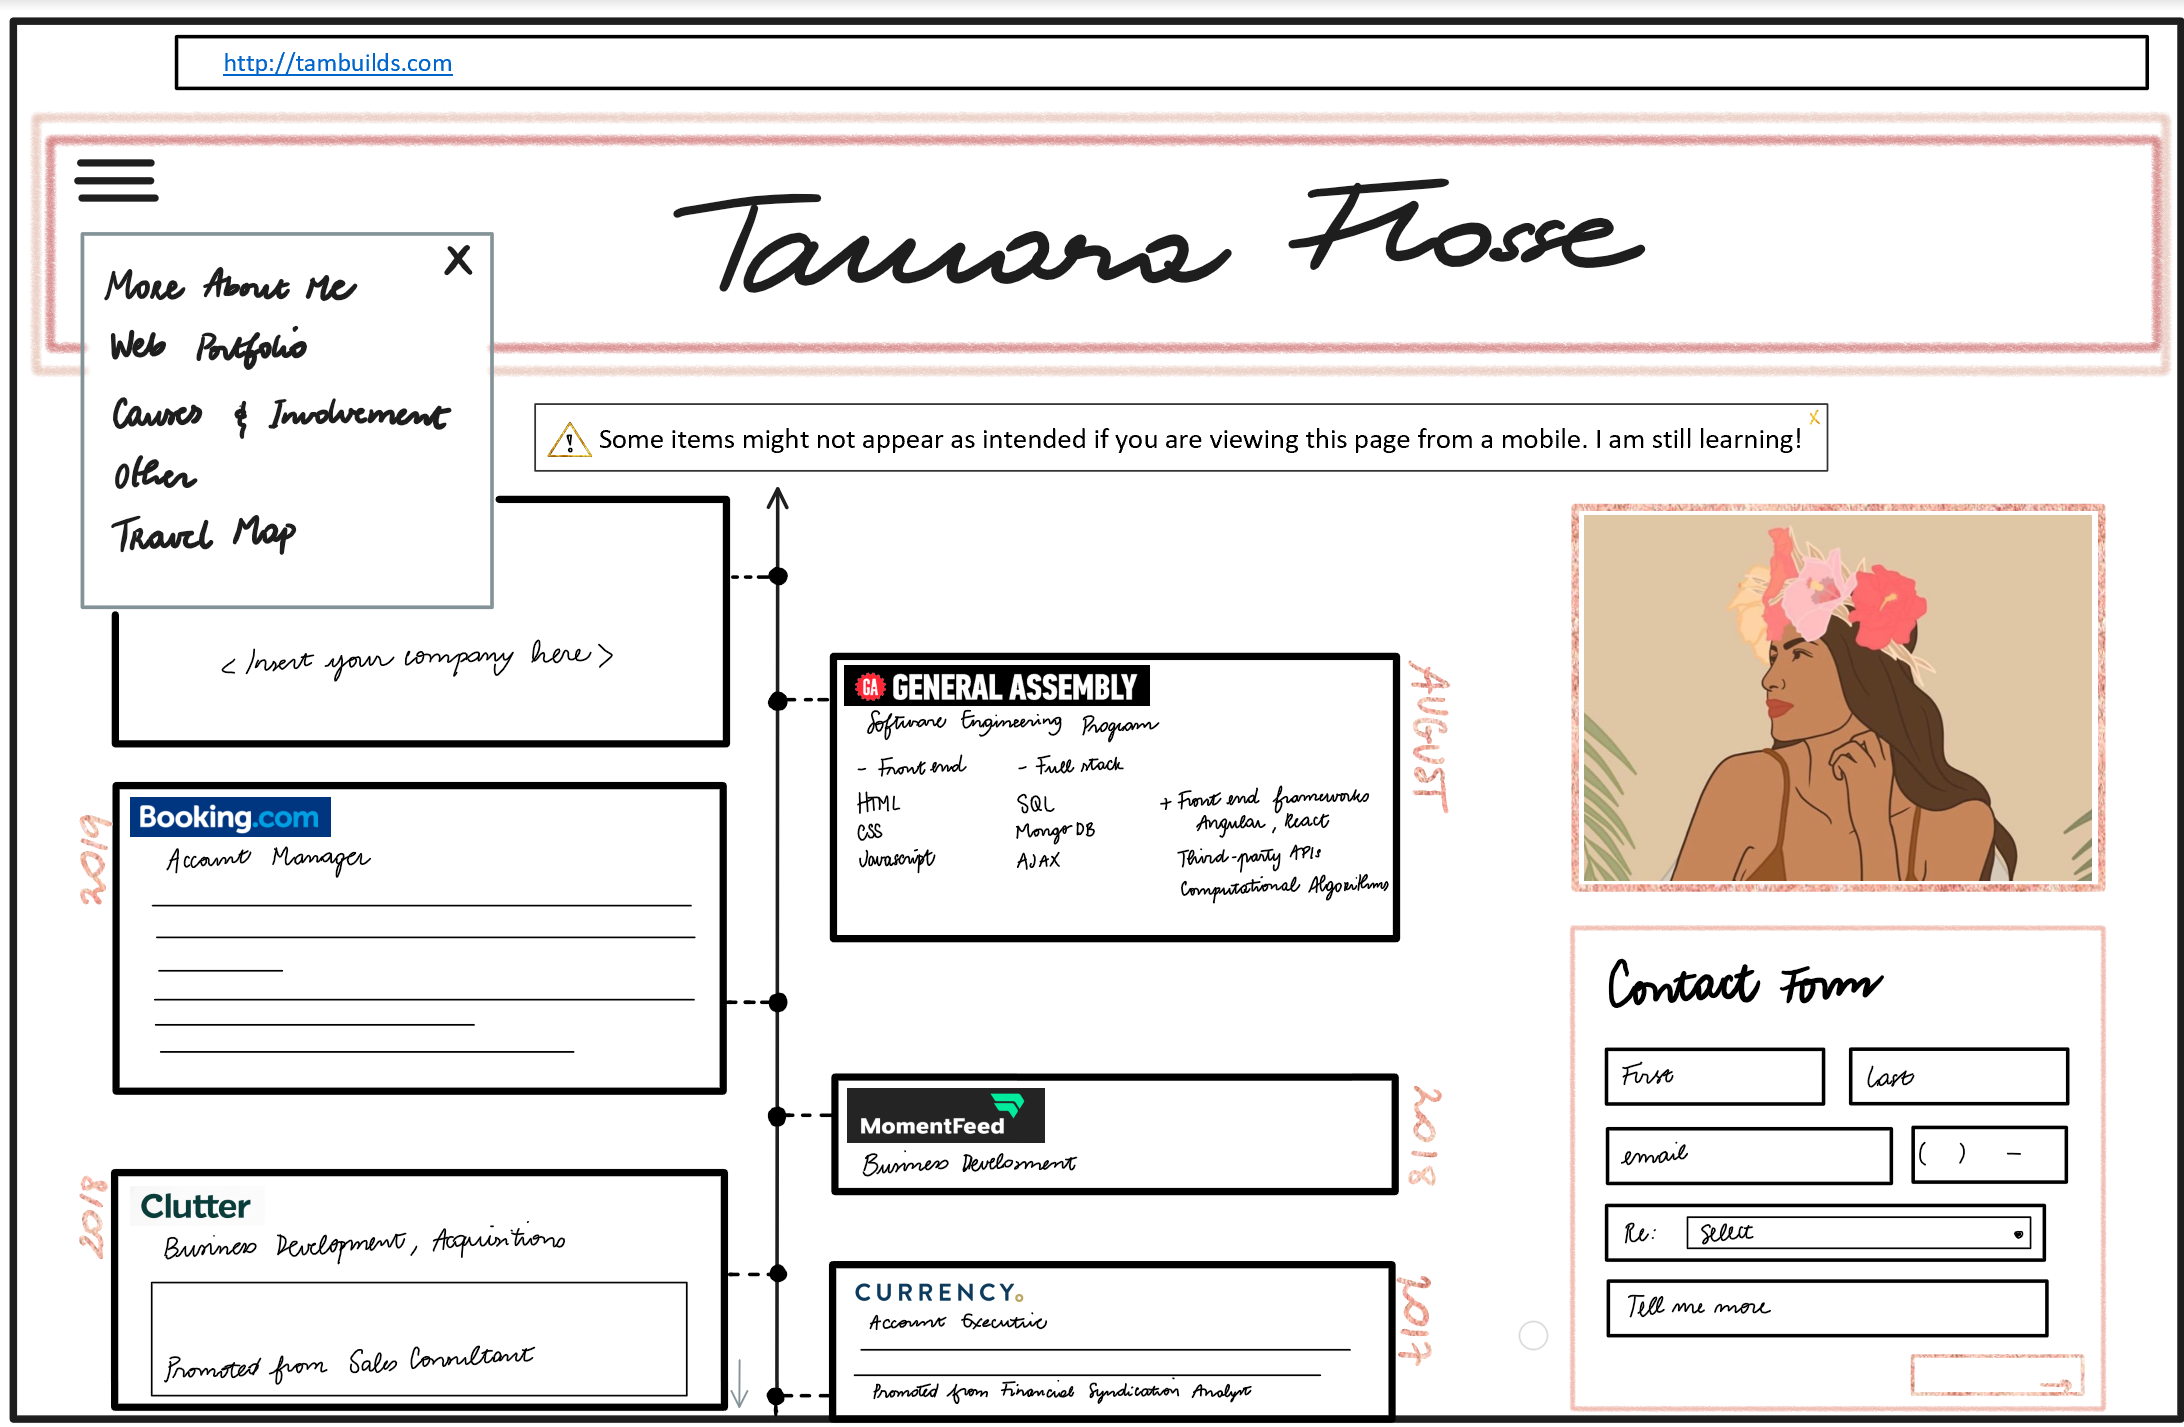 http://tambuilds.com
Tamara Flosse
X
More About Me
Web Portfolio
Causes & Involvement
Other
Travel Map
! Some items might not appear as intended if you are viewing this page from a mobile. I am still learning! X
< Insert your company here >
GA GENERAL ASSEMBLY
Software Engineering Program
- Front end
HTML
CSS
Javascript
- Full stack
SQL
Mongo DB
AJAX
+ Front end frameworks
Angular, React
Third-party APIs
Computational Algorithms
AUGUST
2019
Booking.com
Account Manager
MomentFeed
Business Development
2018
2018
Clutter
Business Development, Acquisitions
Promoted from Sales Consultant
CURRENCY.
Account Executive
Promoted from Financial Syndication Analyst
2017
Contact Form
First
Last
email
( ) -
Re: Select
Tell me more